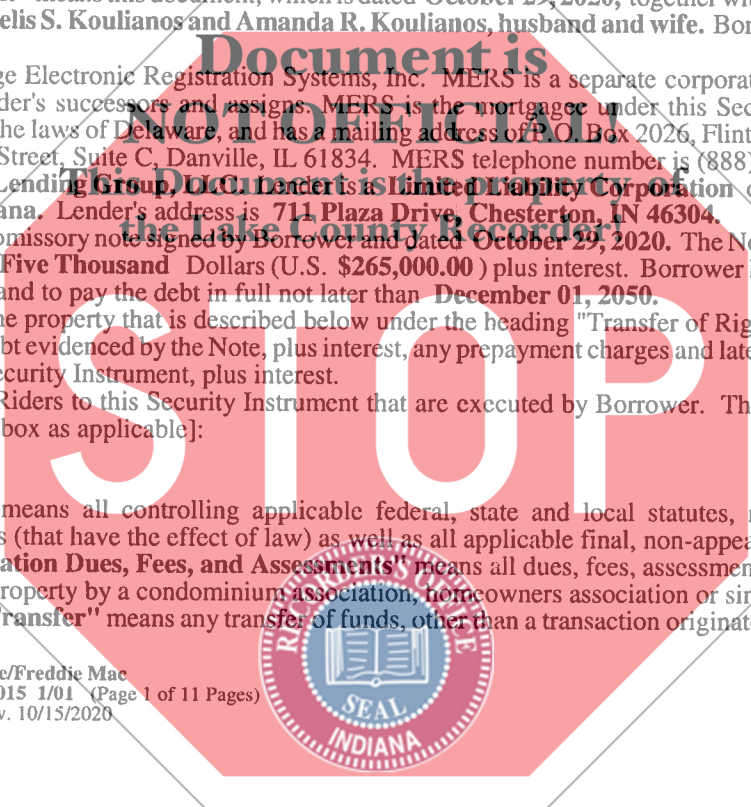 means this document, which is dated October 29, 2020, together wi
elis S. Koulianos and Amanda R. Koulianos, husband and wife. Bor
Document is
ge Electronic Registration Systems, Inc. MERS is a separate corporat
der's successors and assigns. MERS is the mortgagee under this Sec
NOT OFFICIAL!
he laws of Delaware, and has a mailing address of P.O. Box 2026, Flint
Street, Suite C, Danville, IL 61834. MERS telephone number is (888)
This Document is the property of
Lending Group, LLC. Lender is a Limited Liability Corporation
ana. Lender's address is 711 Plaza Drive, Chesterton, IN 46304.
the Lake County Recorder!
omissory note signed by Borrower and dated October 29, 2020. The No
Five Thousand Dollars (U.S. $265,000.00 ) plus interest. Borrower
and to pay the debt in full not later than December 01, 2050.
ne property that is described below under the heading "Transfer of Rig
bt evidenced by the Note, plus interest, any prepayment charges and late
ecurity Instrument, plus interest.
Riders to this Security Instrument that are executed by Borrower. Th
box as applicable]:
STOP
means all controlling applicable federal, state and local statutes,
s (that have the effect of law) as well as all applicable final, non-appea
ation Dues, Fees, and Assessments" means all dues, fees, assessmen
roperty by a condominium association, homeowners association or sin
Transfer" means any transfer of funds, other than a transaction originate
RECORDER'S OFFICE
SEAL
INDIANA
e/Freddie Mac
015 1/01 (Page 1 of 11 Pages)
v. 10/15/2020